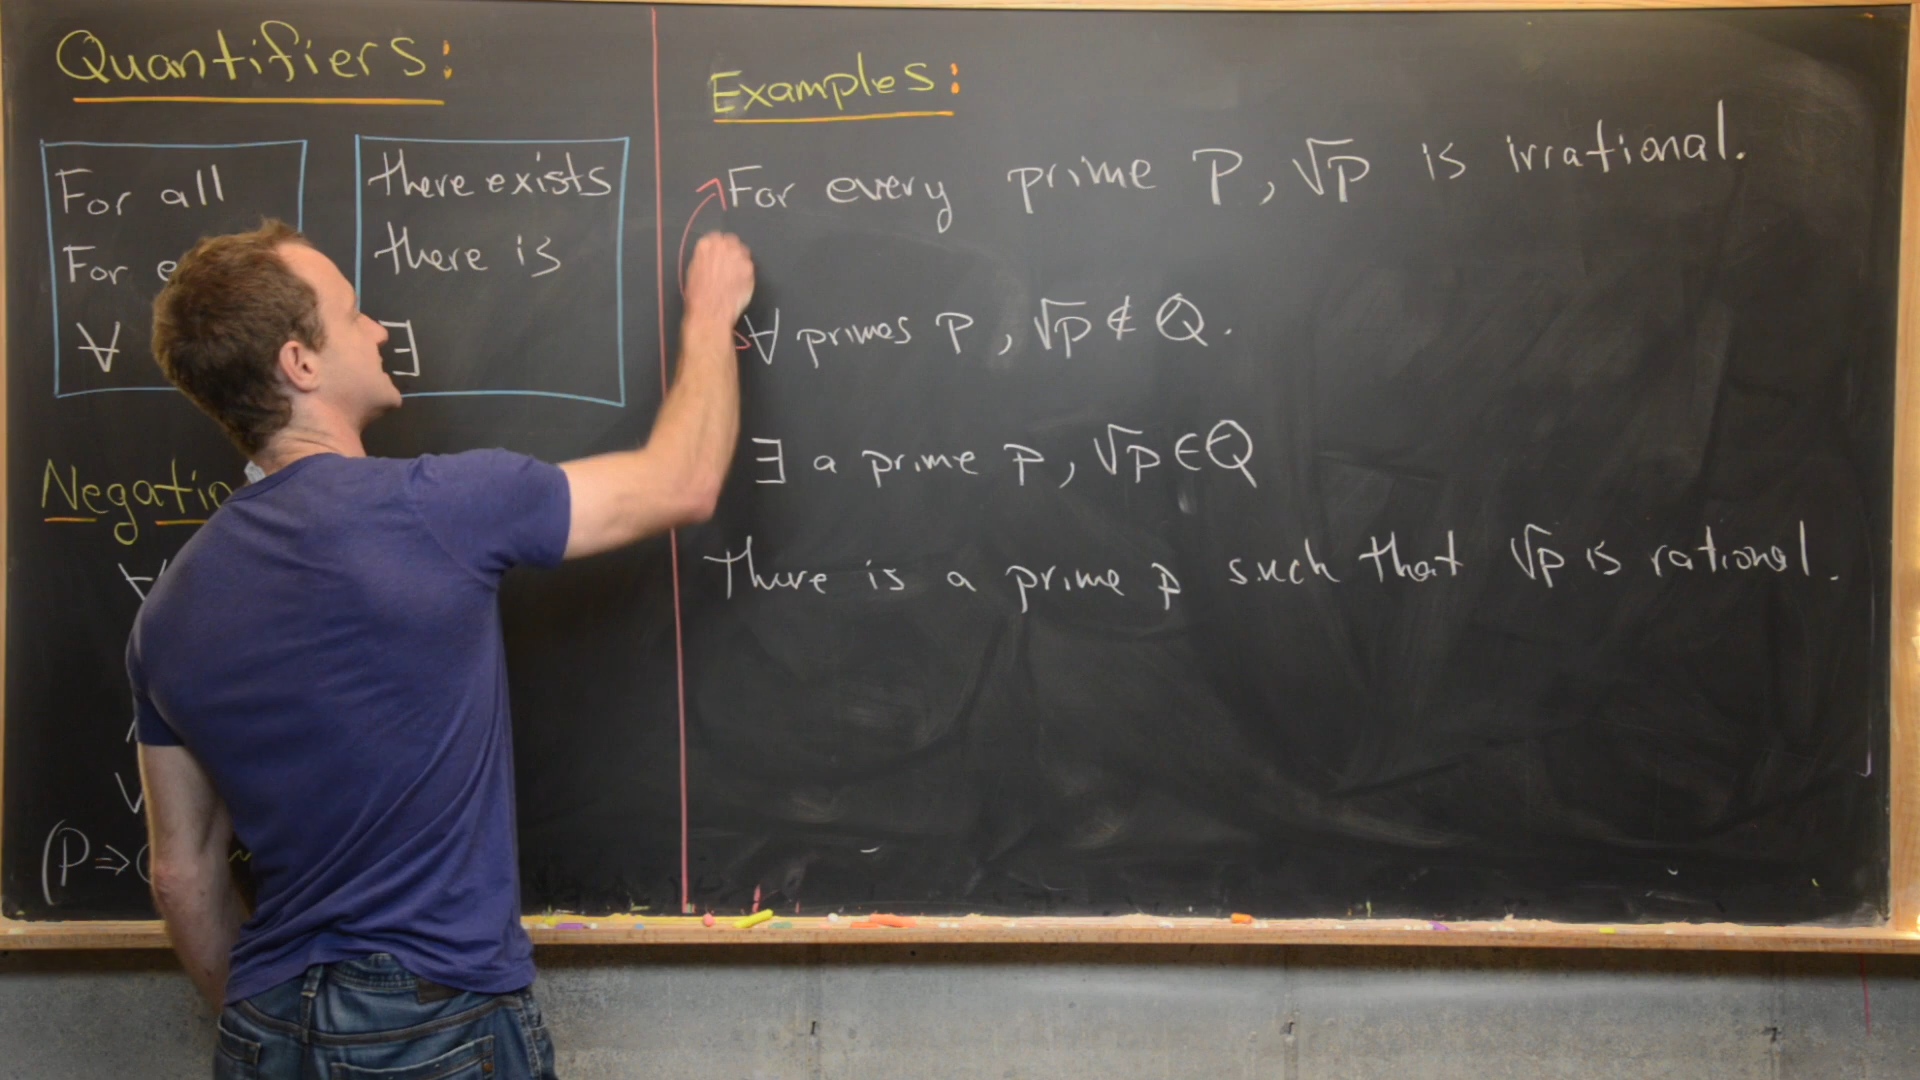 Quantifiers:
For all
For
∀
there exists
there is
∃
(P⇒
Examples:
For every prime p, √p is irrational.
∀ primes p, √p ∉ Q.
∃ a prime p, √p ∈ Q
There is a prime p such that √p is rational.